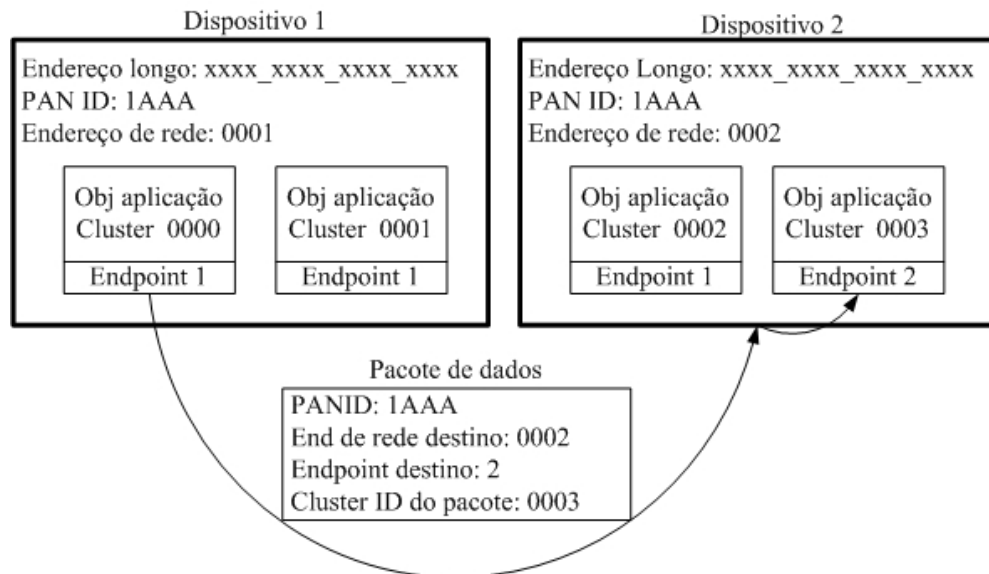 Dispositivo 1
Endereço longo: xxxx_xxxx_xxxx_xxxx
PAN ID: 1AAA
Endereço de rede: 0001
Obj aplicação
Cluster 0000
Endpoint 1
Obj aplicação
Cluster 0001
Endpoint 1
Dispositivo 2
Endereço Longo: xxxx_xxxx_xxxx_xxxx
PAN ID: 1AAA
Endereço de rede: 0002
Obj aplicação
Cluster 0002
Endpoint 1
Obj aplicação
Cluster 0003
Endpoint 2
Pacote de dados
PANID: 1AAA
End de rede destino: 0002
Endpoint destino: 2
Cluster ID do pacote: 0003